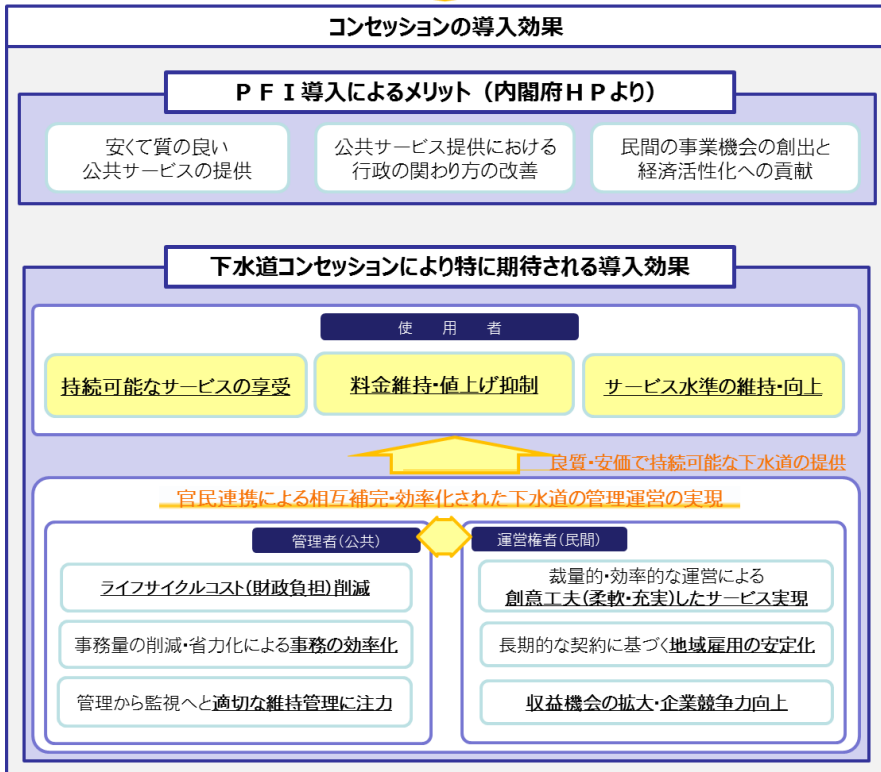 コンセッションの導入効果
ＰＦＩ導入によるメリット（内閣府ＨＰより）
安くて質の良い
公共サービスの提供
公共サービス提供における
行政の関わり方の改善
民間の事業機会の創出と
経済活性化への貢献
下水道コンセッションにより特に期待される導入効果
使　用　者
持続可能なサービスの享受
料金維持・値上げ抑制
サービス水準の維持・向上
良質・安価で持続可能な下水道の提供
官民連携による相互補完・効率化された下水道の管理運営の実現
管理者（公共）
ライフサイクルコスト（財政負担）削減
事務量の削減・省力化による事務の効率化
管理から監視へと適切な維持管理に注力
運営権者（民間）
裁量的・効率的な運営による
創意工夫（柔軟・充実）したサービス実現
長期的な契約に基づく地域雇用の安定化
収益機会の拡大・企業競争力向上